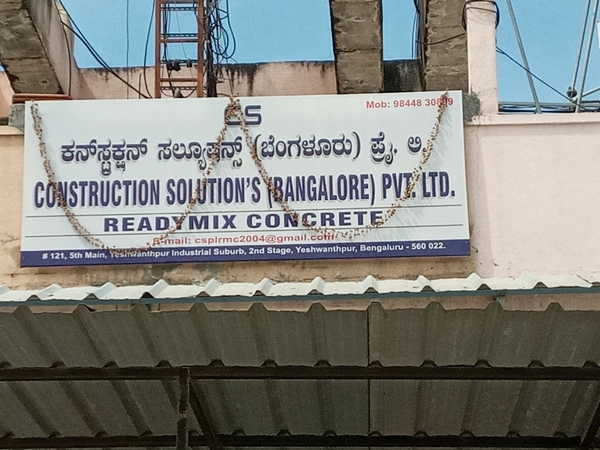 CS
Mob: 98448 30899
ಕನ್‌ಸ್ಟ್ರಕ್ಷನ್ ಸಲ್ಯೂಷನ್ಸ್ (ಬೆಂಗಳೂರು) ಪ್ರೈ. ಲಿ.
CONSTRUCTION SOLUTION'S (BANGALORE) PVT. LTD.
READYMIX CONCRETE
E-mail: csplrmc2004@gmail.com
# 121, 5th Main, Yeshwanthpur Industrial Suburb, 2nd Stage, Yeshwanthpur, Bengaluru - 560 022.